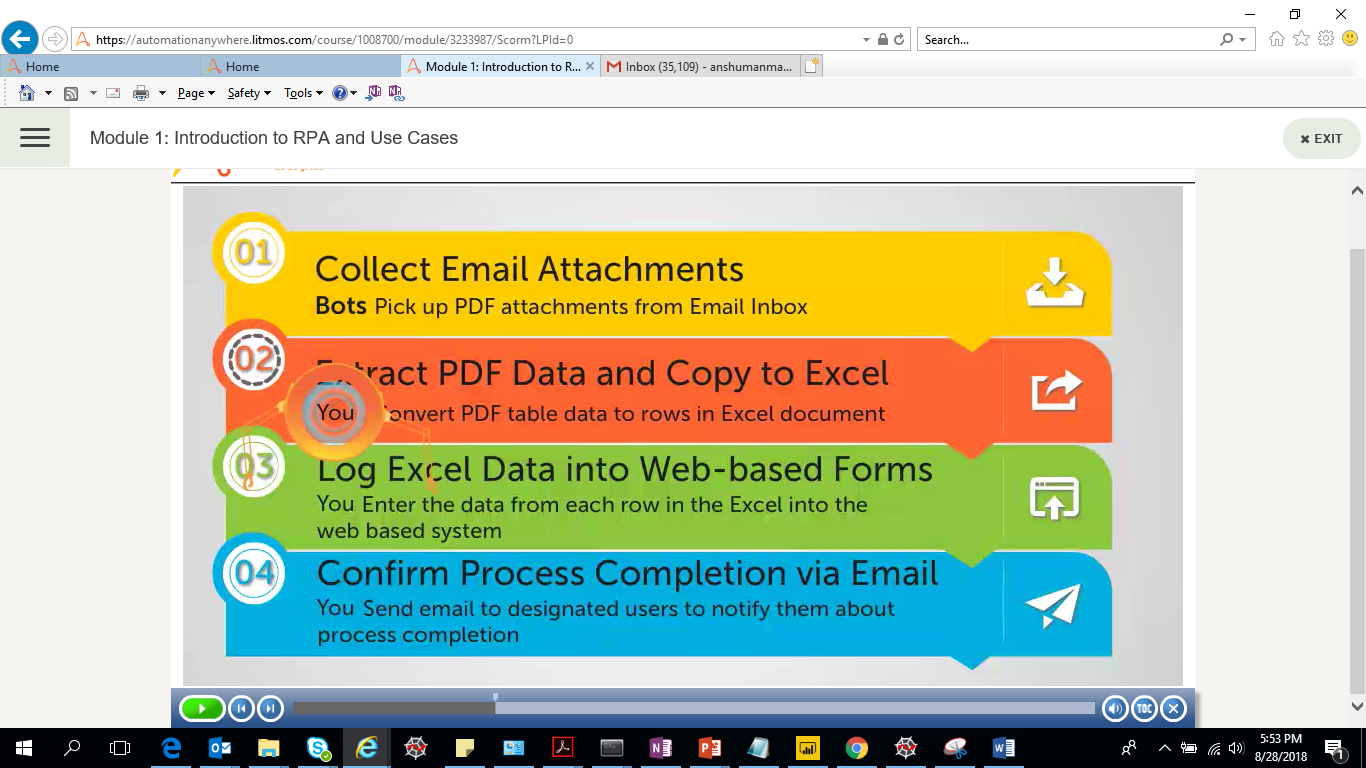 https://automationanywhere.litmos.com/course/1008700/module/3233987/Scorm?LPId=0
Search...
Home
Home
Module 1: Introduction to R...
Inbox (35,109) - anshumanma...
Page
Safety
Tools
Module 1: Introduction to RPA and Use Cases
EXIT
01
Collect Email Attachments
Bots Pick up PDF attachments from Email Inbox
02
Extract PDF Data and Copy to Excel
You Convert PDF table data to rows in Excel document
03
Log Excel Data into Web-based Forms
You Enter the data from each row in the Excel into the
web based system
04
Confirm Process Completion via Email
You Send email to designated users to notify them about
process completion
TOC
5:53 PM
8/28/2018